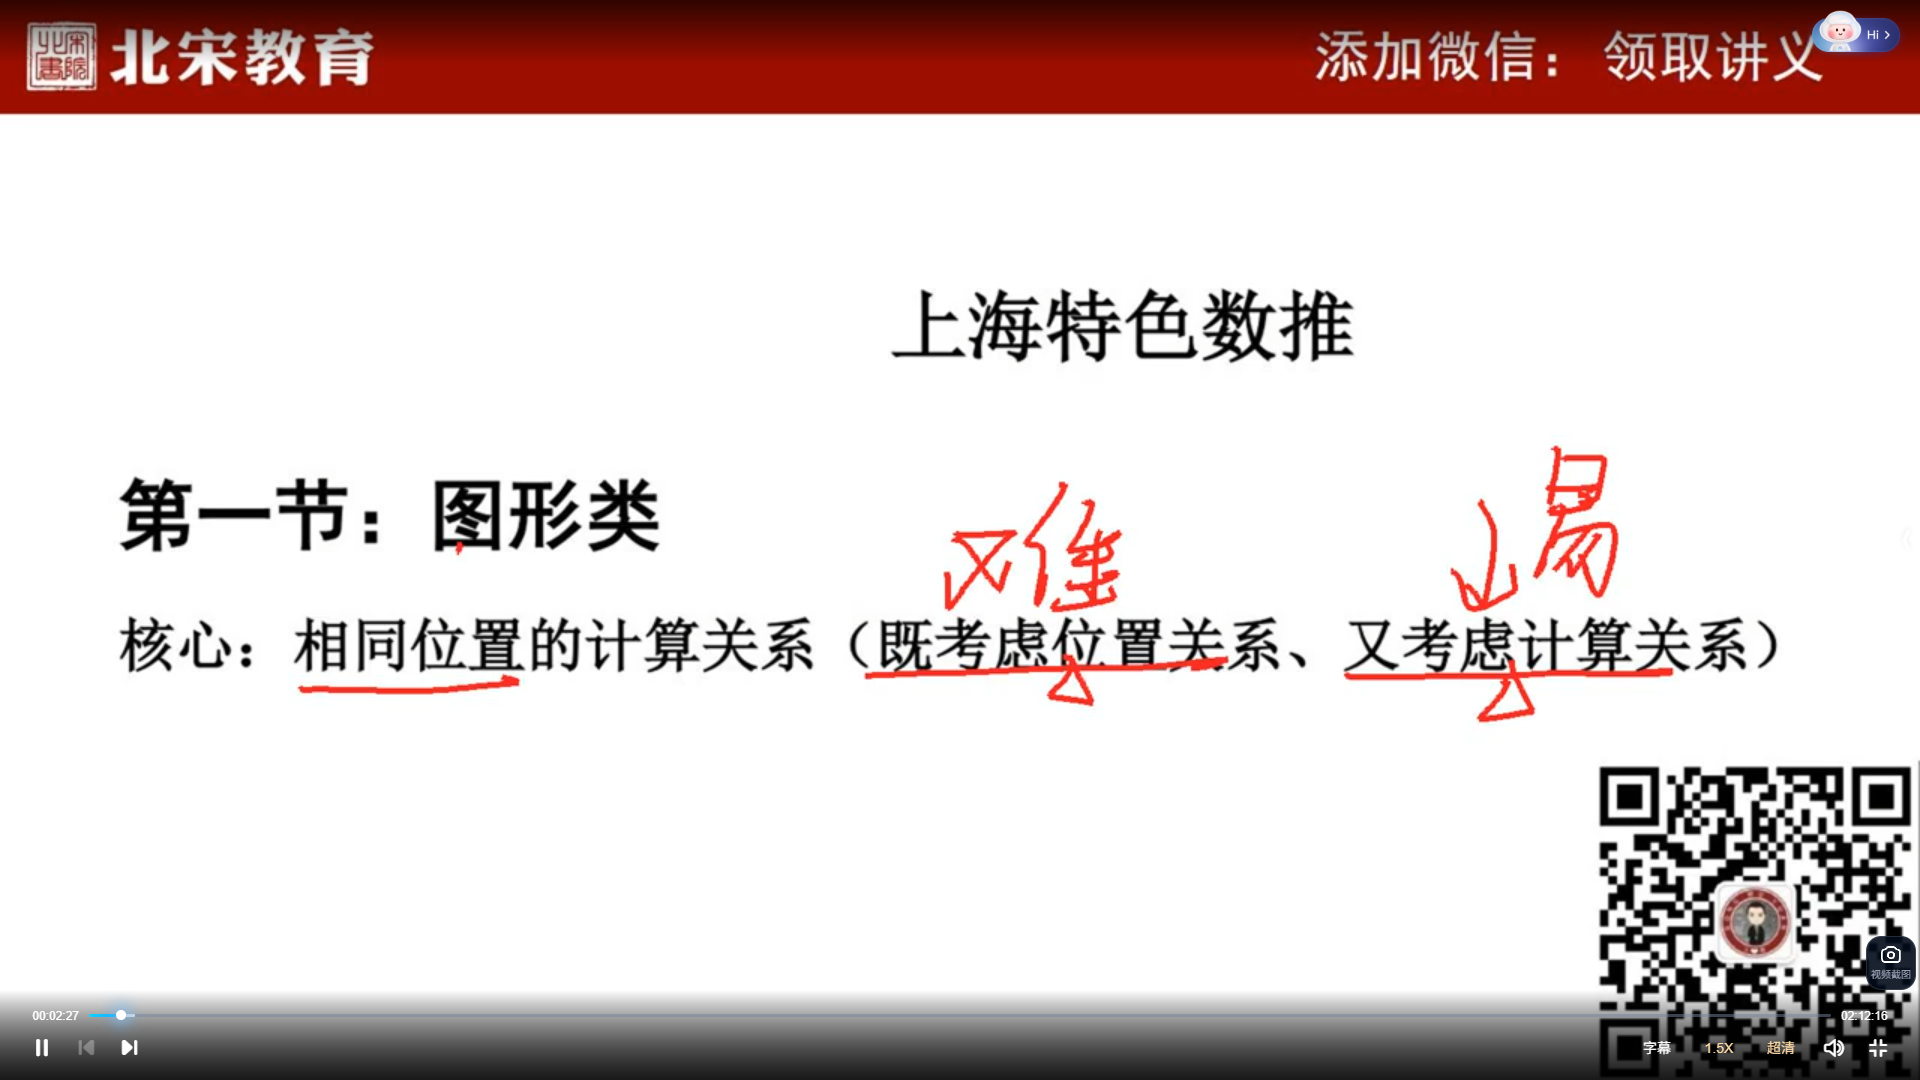 北宋教育
添加微信： 领取讲义
Hi
上海特色数推
第一节：图形类
难
易
核心：相同位置的计算关系（既考虑位置关系、又考虑计算关系）
视频截图
00:02:27
02:12:16
字幕
1.5X
超清